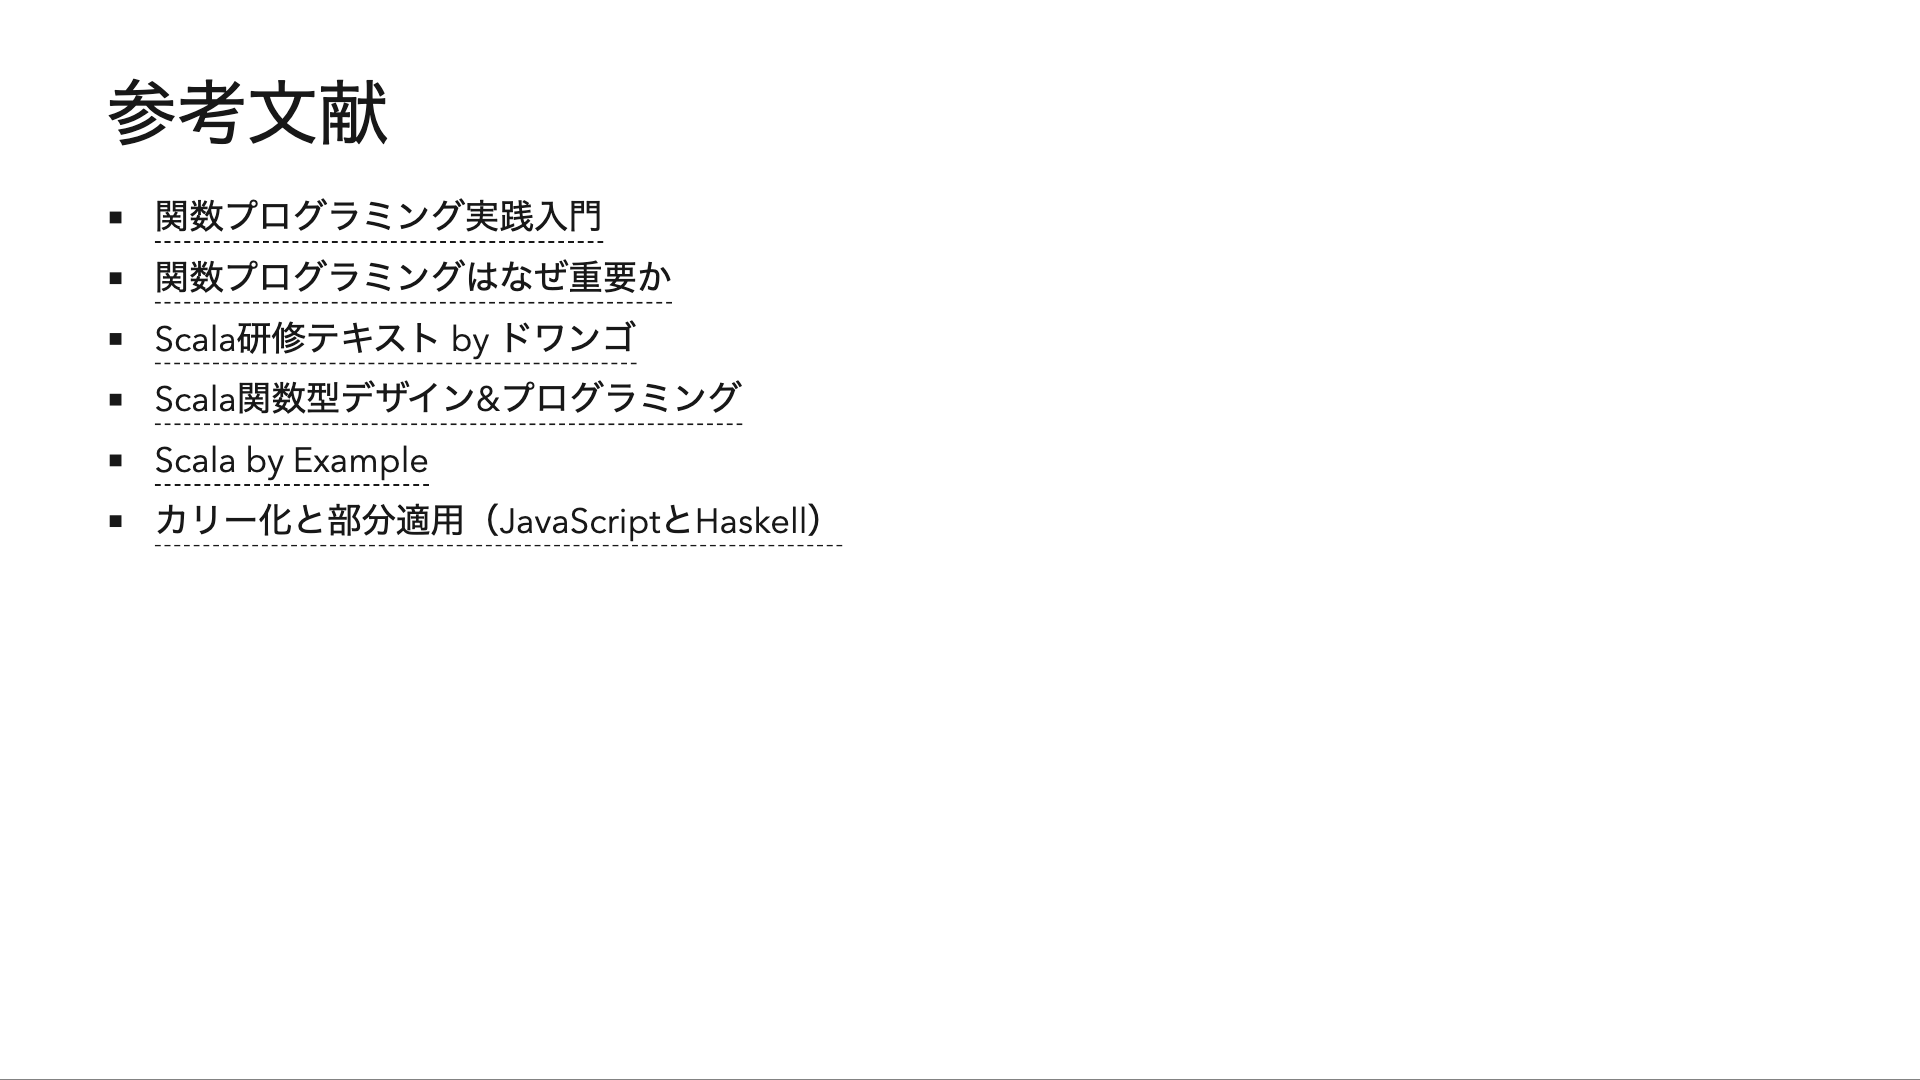 参考文献
▪ 関数プログラミング実践入門
▪ 関数プログラミングはなぜ重要か
▪ Scala研修テキスト by ドワンゴ
▪ Scala関数型デザイン&プログラミング
▪ Scala by Example
▪ カリー化と部分適用（JavaScriptとHaskell）